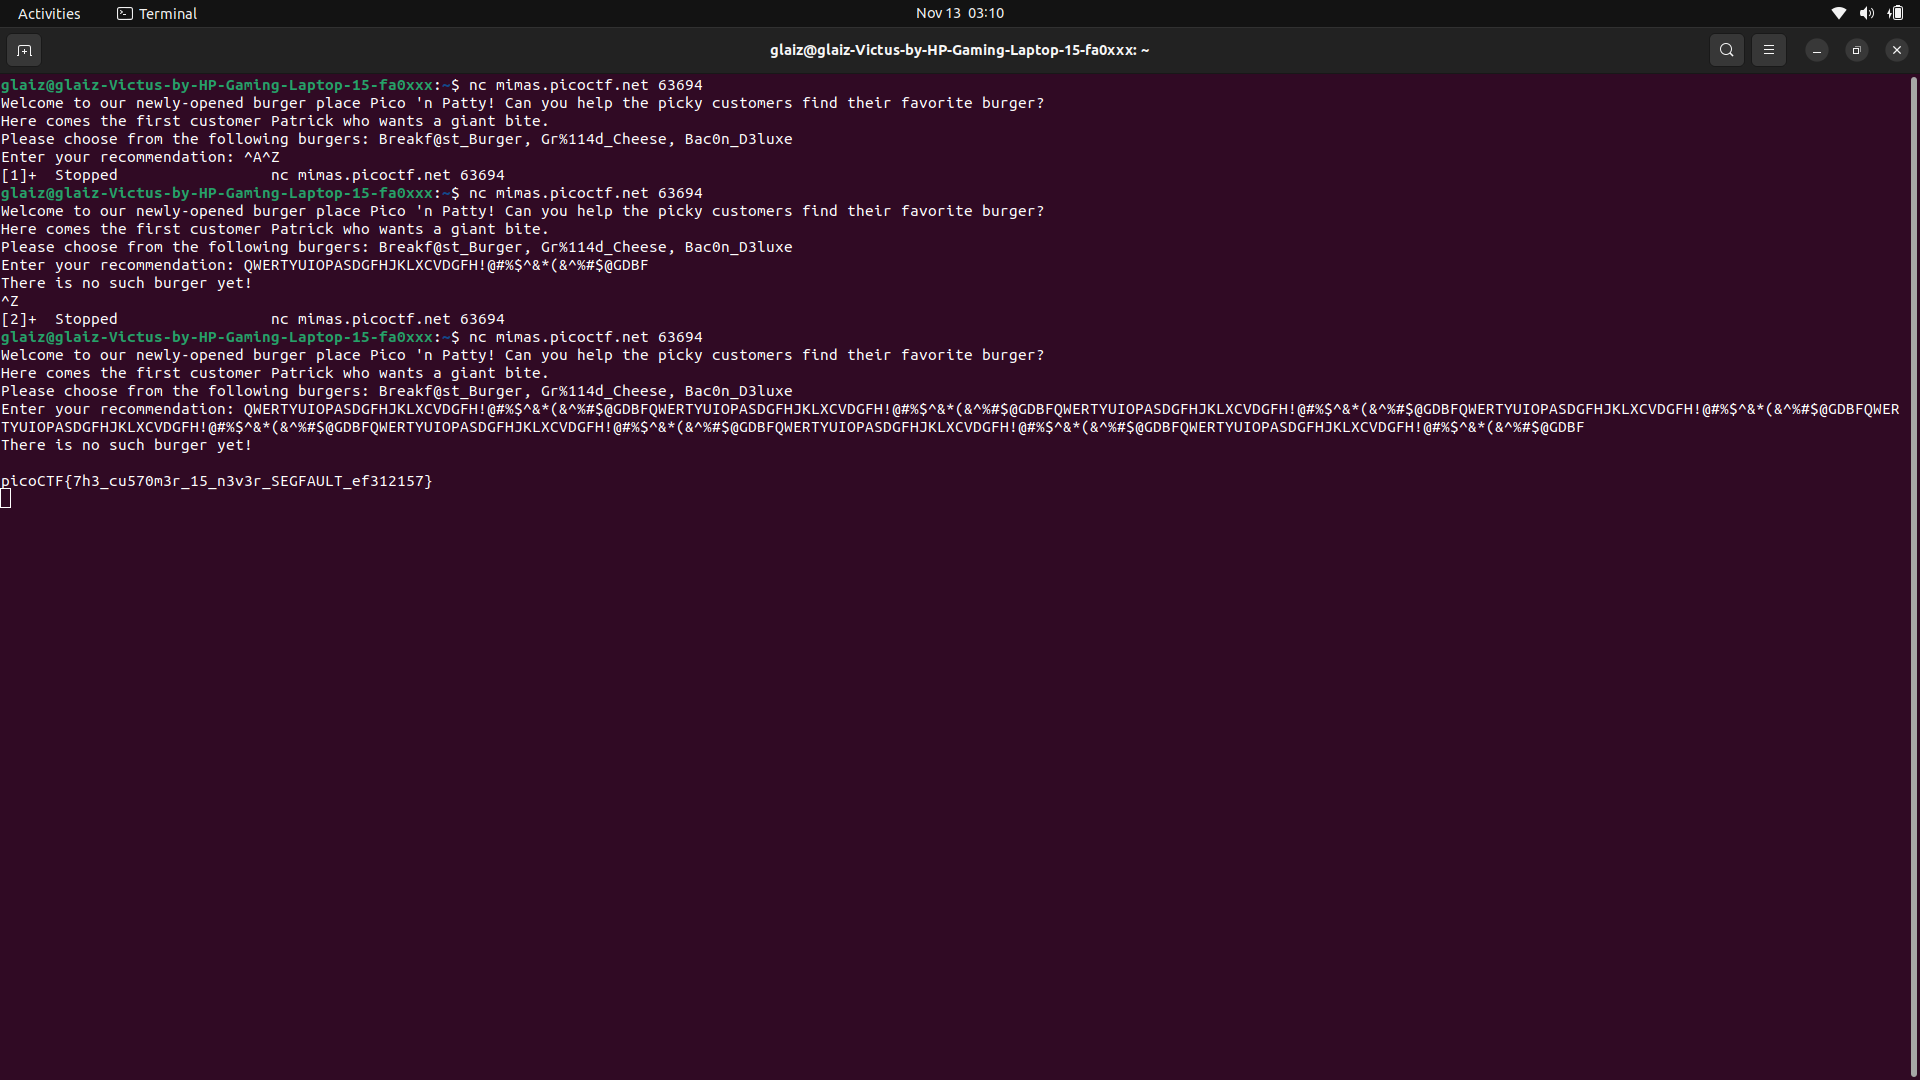 Activities
Terminal
Nov 13 03:10
glaiz@glaiz-Victus-by-HP-Gaming-Laptop-15-fa0xxx: ~
glaiz@glaiz-Victus-by-HP-Gaming-Laptop-15-fa0xxx:~$ nc mimas.picoctf.net 63694
Welcome to our newly-opened burger place Pico 'n Patty! Can you help the picky customers find their favorite burger?
Here comes the first customer Patrick who wants a giant bite.
Please choose from the following burgers: Breakf@st_Burger, Gr%114d_Cheese, Bac0n_D3luxe
Enter your recommendation: ^A^Z
[1]+  Stopped                 nc mimas.picoctf.net 63694
glaiz@glaiz-Victus-by-HP-Gaming-Laptop-15-fa0xxx:~$ nc mimas.picoctf.net 63694
Welcome to our newly-opened burger place Pico 'n Patty! Can you help the picky customers find their favorite burger?
Here comes the first customer Patrick who wants a giant bite.
Please choose from the following burgers: Breakf@st_Burger, Gr%114d_Cheese, Bac0n_D3luxe
Enter your recommendation: QWERTYUIOPASDGFHJKLXCVDGFH!@#%$^&*(&^%#$@GDBF
There is no such burger yet!
^Z
[2]+  Stopped                 nc mimas.picoctf.net 63694
glaiz@glaiz-Victus-by-HP-Gaming-Laptop-15-fa0xxx:~$ nc mimas.picoctf.net 63694
Welcome to our newly-opened burger place Pico 'n Patty! Can you help the picky customers find their favorite burger?
Here comes the first customer Patrick who wants a giant bite.
Please choose from the following burgers: Breakf@st_Burger, Gr%114d_Cheese, Bac0n_D3luxe
Enter your recommendation: QWERTYUIOPASDGFHJKLXCVDGFH!@#%$^&*(&^%#$@GDBFQWERTYUIOPASDGFHJKLXCVDGFH!@#%$^&*(&^%#$@GDBFQWERTYUIOPASDGFHJKLXCVDGFH!@#%$^&*(&^%#$@GDBFQWERTYUIOPASDGFHJKLXCVDGFH!@#%$^&*(&^%#$@GDBFQWER
TYUIOPASDGFHJKLXCVDGFH!@#%$^&*(&^%#$@GDBFQWERTYUIOPASDGFHJKLXCVDGFH!@#%$^&*(&^%#$@GDBFQWERTYUIOPASDGFHJKLXCVDGFH!@#%$^&*(&^%#$@GDBFQWERTYUIOPASDGFHJKLXCVDGFH!@#%$^&*(&^%#$@GDBF
There is no such burger yet!
picoCTF{7h3_cu570m3r_15_n3v3r_SEGFAULT_ef312157}